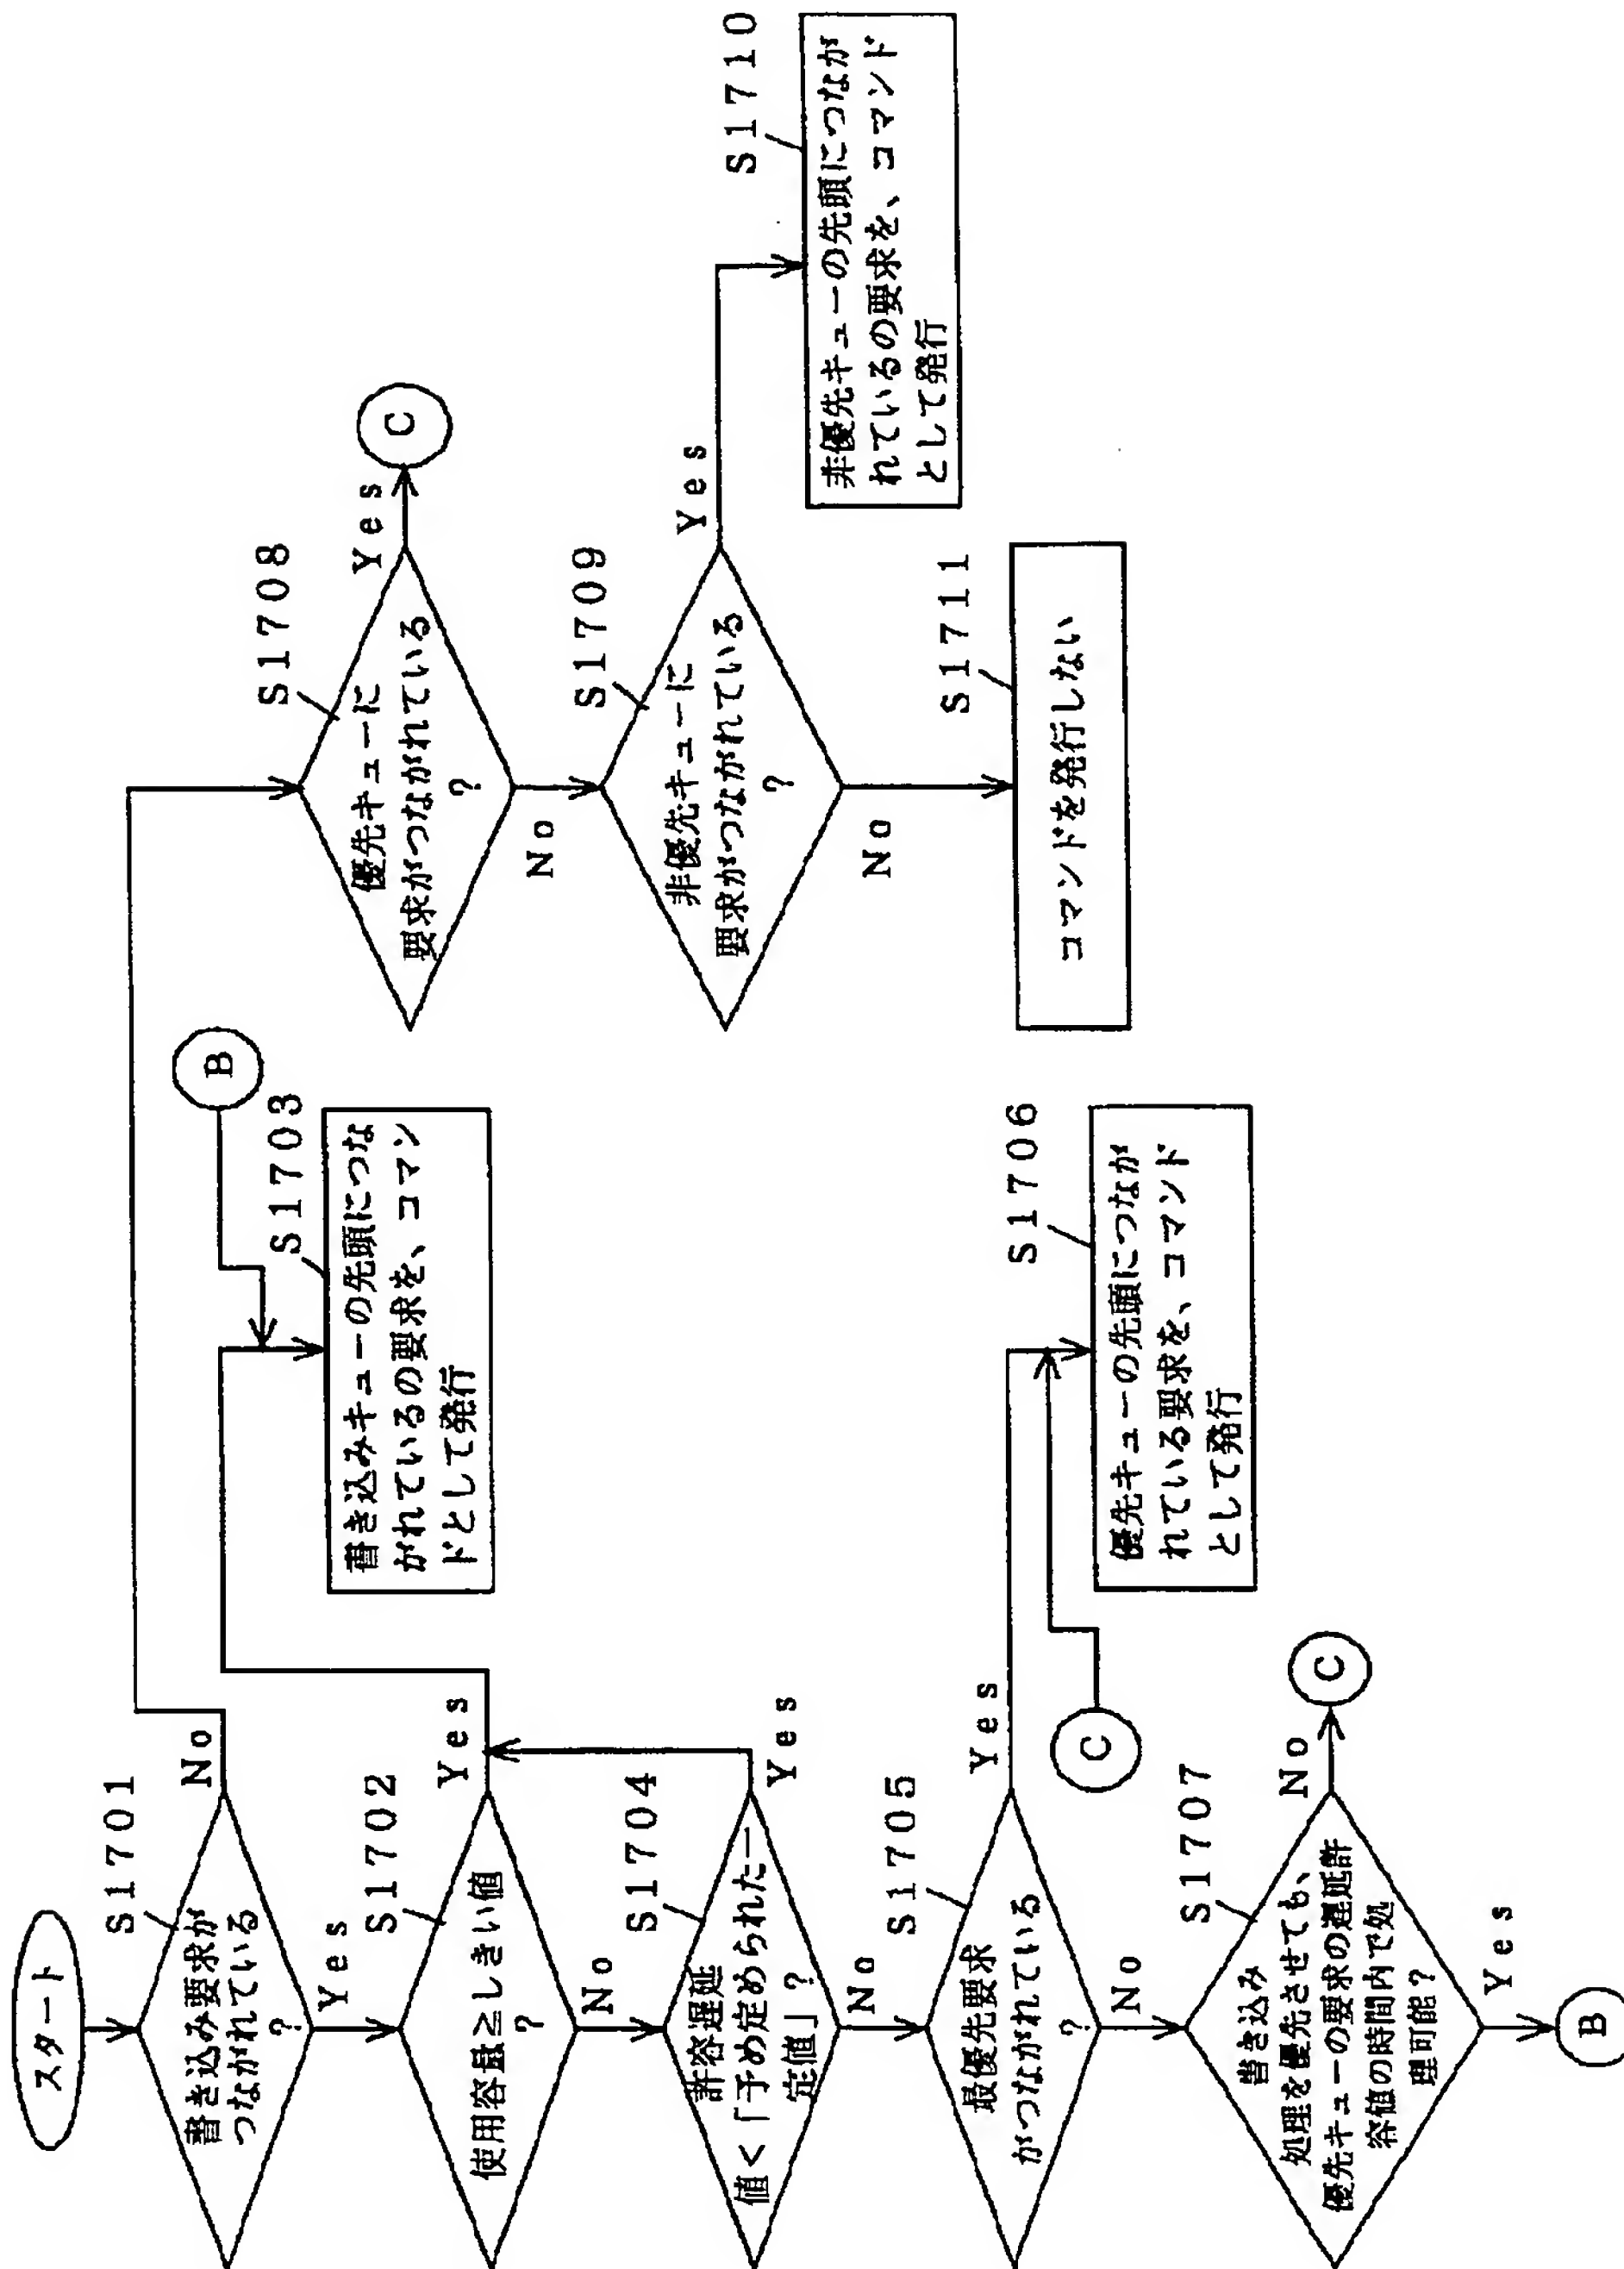 スタート
S1701
書き込み要求が
つながれている
?
No
Yes
S1702
使用容量≧しきい値
?
Yes
No
S1704
許容遅延
値<「予め定められた一
定値」?
Yes
No
S1705
最優先要求
がつながれている
?
Yes
No
S1707
書き込み
処理を優先させても、
優先キューの要求の遅延許
容値の時間内で処
理可能?
No
C
Yes
B
B
S1703
書き込みキューの先頭につな
がれているの要求を、コマン
ドとして発行
C
S1706
優先キューの先頭につなが
れている要求を、コマンド
として発行
S1708
優先キューに
要求がつながれている
?
Yes
C
No
S1709
非優先キューに
要求がつながれている
?
Yes
No
S1710
非優先キューの先頭につなが
れているの要求を、コマンド
として発行
S1711
コマンドを発行しない